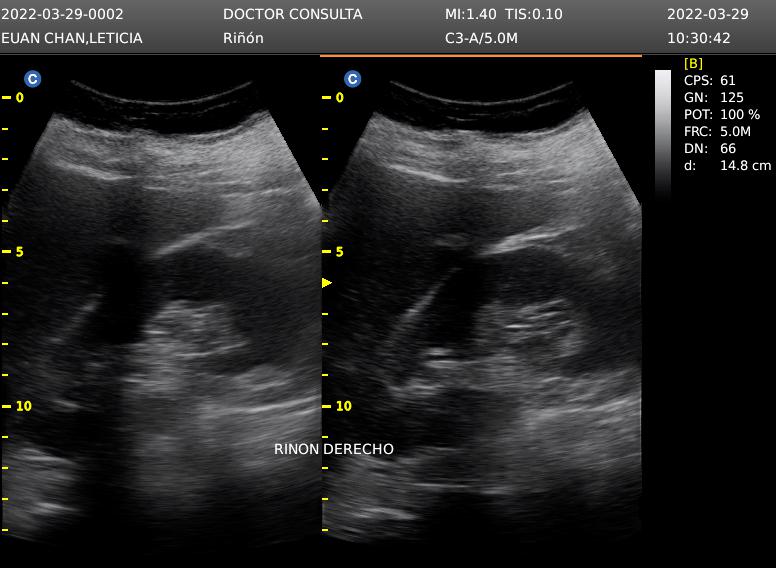 2022-03-29-0002 DOCTOR CONSULTA MI:1.40 TIS:0.10 2022-03-29
EUAN CHAN,LETICIA Riñón C3-A/5.0M 10:30:42
C C
[B]
0 0
CPS: 61
GN: 125
POT: 100 %
FRC: 5.0M
DN: 66
d: 14.8 cm
5 5
10 10
RINON DERECHO